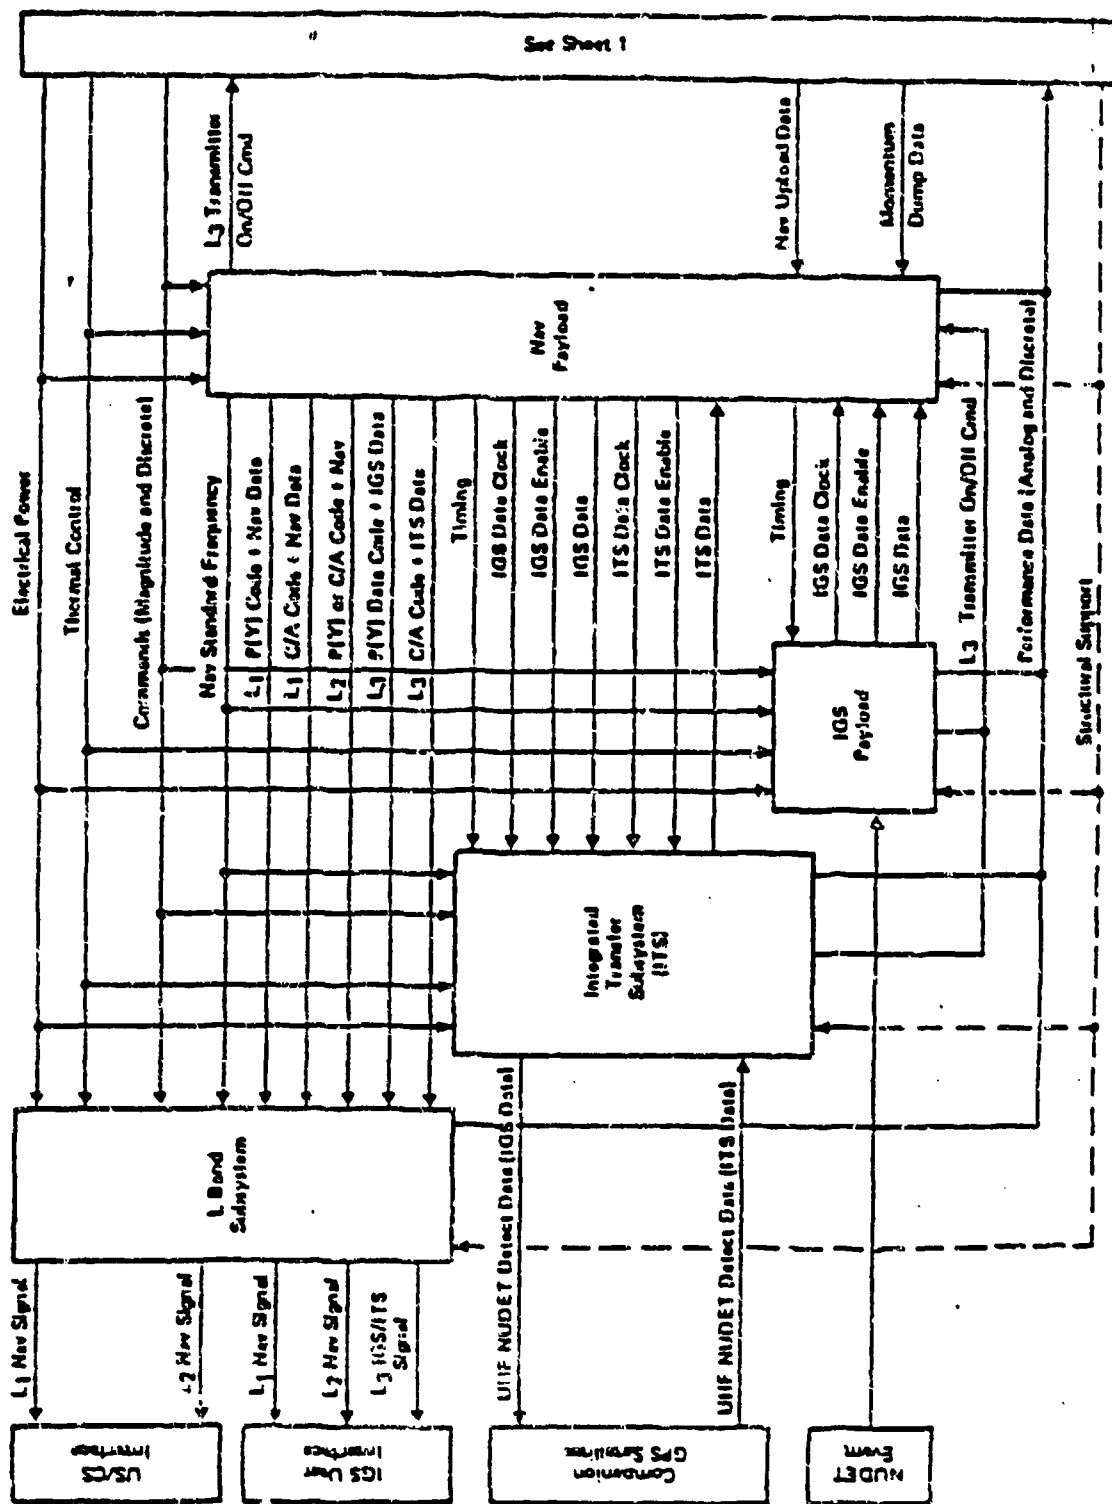 See Sheet 1
Electrical Power
Thermal Control
Commands (Magnitude and Discrete)
L3 Transmitter
On/Off Cmd
Nav Upload Data
Momentum
Dump Data
Nav
Payload
Nav Standard Frequency
L1 P(Y) Code + Nav Data
L1 C/A Code + Nav Data
L2 P(Y) or C/A Code + Nav
L3 P(Y) Data Code + IGS Data
L3 C/A Code + ITS Data
Timing
IGS Data Clock
IGS Data Enable
IGS Data
ITS Data Clock
ITS Data Enable
ITS Data
Timing
IGS Data Clock
IGS Data Enable
IGS Data
L3 Transmitter On/Off Cmd
Performance Data (Analog and Discrete)
Structural Support
IGS
Payload
Integrated
Transfer
Subsystem
(ITS)
L Band
Subsystem
L1 Nav Signal
L2 Nav Signal
L1 Nav Signal
L2 Nav Signal
L3 IGS/ITS
Signal
UHF NUDET Detect Data (IGS Data)
UHF NUDET Detect Data (ITS Data)
US/CS
Interface
IGS User
Interface
Companion
GPS Satellites
NUDET
Event